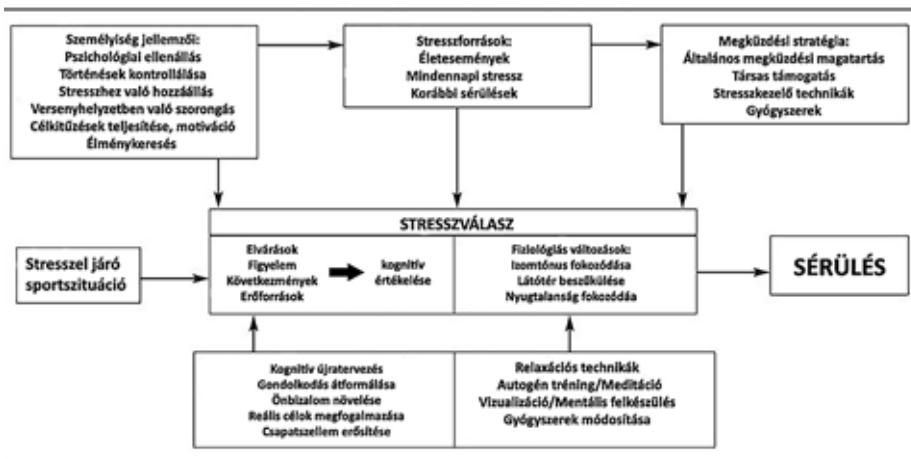 Személyiség jellemzői:
Pszichológiai ellenállás
Történések kontrollálása
Stresszhez való hozzáállás
Versenyhelyzetben való szorongás
Célkitűzések teljesítése, motiváció
Élménykeresés
Stresszforrások:
Életesemények
Mindennapi stressz
Korábbi sérülések
Megküzdési stratégia:
Általános megküzdési magatartás
Társas támogatás
Stresszkezelő technikák
Gyógyszerek
STRESSZVÁLASZ
Stresszel járó
sportszituáció
Elvárások
Figyelem
Következmények
Erőforrások
kognitív
értékelése
Fiziológiás változások:
Izomtónus fokozódása
Látótér beszűkülése
Nyugtalanság fokozódáa
SÉRÜLÉS
Kognitív újratervezés
Gondolkodás átformálása
Önbizalom növelése
Reális célok megfogalmazása
Csapatszellem erősítése
Relaxációs technikák
Autogén tréning/Meditáció
Vizualizáció/Mentális felkészülés
Gyógyszerek módosítása